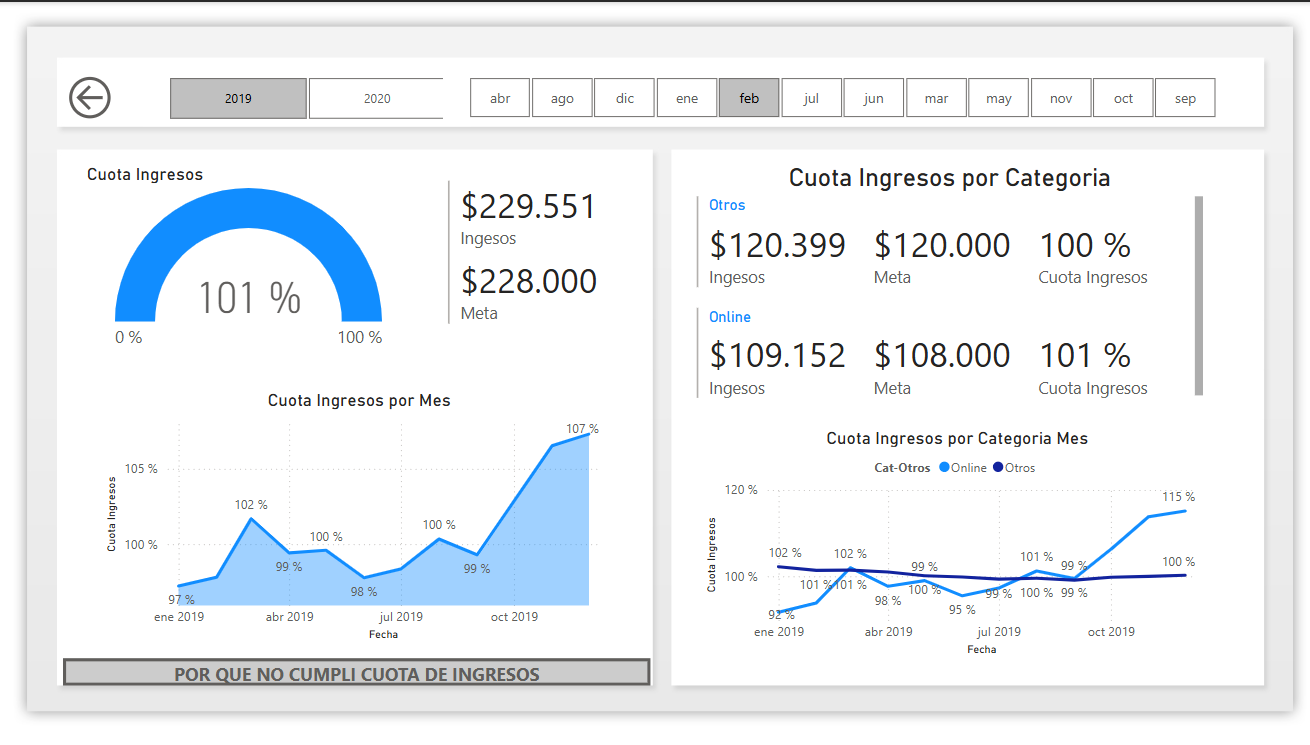 2019 2020 abr ago dic ene feb jul jun mar may nov oct sep
Cuota Ingresos
101 %
0 % 100 %
$229.551
Ingesos
$228.000
Meta
Cuota Ingresos por Mes
Cuota Ingresos
105 %
100 %
97 %
102 %
99 %
100 %
98 %
100 %
99 %
107 %
ene 2019 abr 2019 jul 2019 oct 2019
Fecha
POR QUE NO CUMPLI CUOTA DE INGRESOS
Cuota Ingresos por Categoria
Otros
$120.399 $120.000 100 %
Ingesos Meta Cuota Ingresos
Online
$109.152 $108.000 101 %
Ingesos Meta Cuota Ingresos
Cuota Ingresos por Categoria Mes
Cat-Otros Online Otros
Cuota Ingresos
120 %
100 %
102 %
92 %
101 %
102 %
101 %
98 %
99 %
100 %
95 %
99 %
101 %
100 %
99 %
99 %
115 %
100 %
ene 2019 abr 2019 jul 2019 oct 2019
Fecha